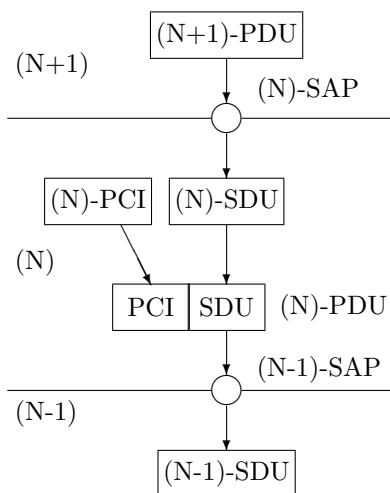 (N+1)-PDU
(N+1)
(N)-SAP
(N)-PCI (N)-SDU
(N)
PCI SDU (N)-PDU
(N-1)-SAP
(N-1)
(N-1)-SDU